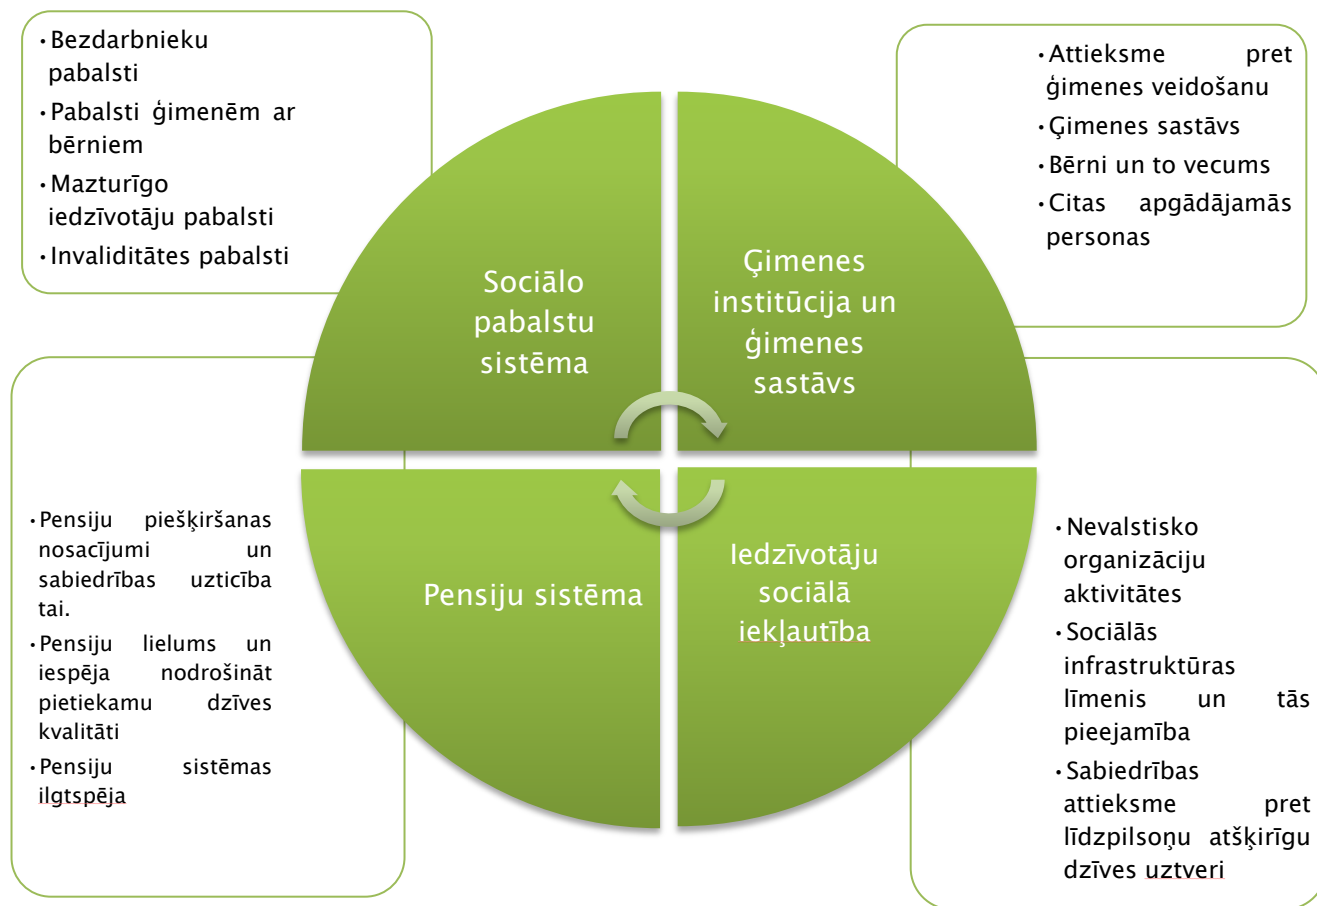 •Bezdarbnieku
pabalsti
•Pabalsti ģimenēm ar
bērniem
•Mazturīgo
iedzīvotāju pabalsti
•Invaliditātes pabalsti
•Attieksme pret
ģimenes veidošanu
•Ģimenes sastāvs
•Bērni un to vecums
•Citas apgādājamās
personas
Sociālo
pabalstu
sistēma
Ģimenes
institūcija un
ģimenes
sastāvs
Pensiju sistēma
Iedzīvotāju
sociālā
iekļautība
•Pensiju piešķiršanas
nosacījumi un
sabiedrības uzticība
tai.
•Pensiju lielums un
iespēja nodrošināt
pietiekamu dzīves
kvalitāti
•Pensiju sistēmas
ilgtspēja
•Nevalstisko
organizāciju
aktivitātes
•Sociālās
infrastruktūras
līmenis un tās
pieejamība
•Sabiedrības
attieksme pret
līdzpilsoņu atšķirīgu
dzīves uztveri